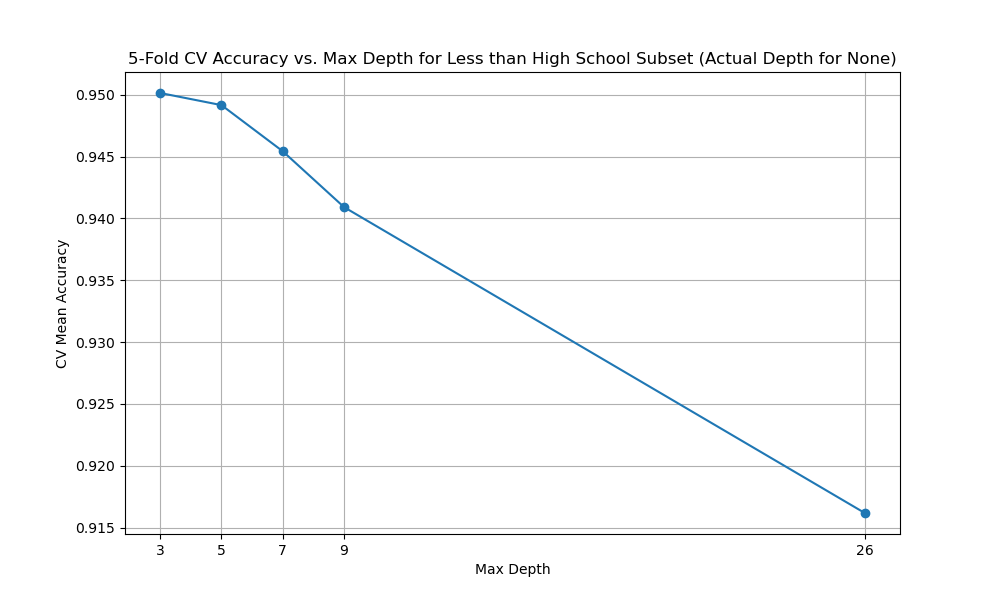 5-Fold CV Accuracy vs. Max Depth for Less than High School Subset (Actual Depth for None)
CV Mean Accuracy
0.950
0.945
0.940
0.935
0.930
0.925
0.920
0.915
3 5 7 9 26
Max Depth